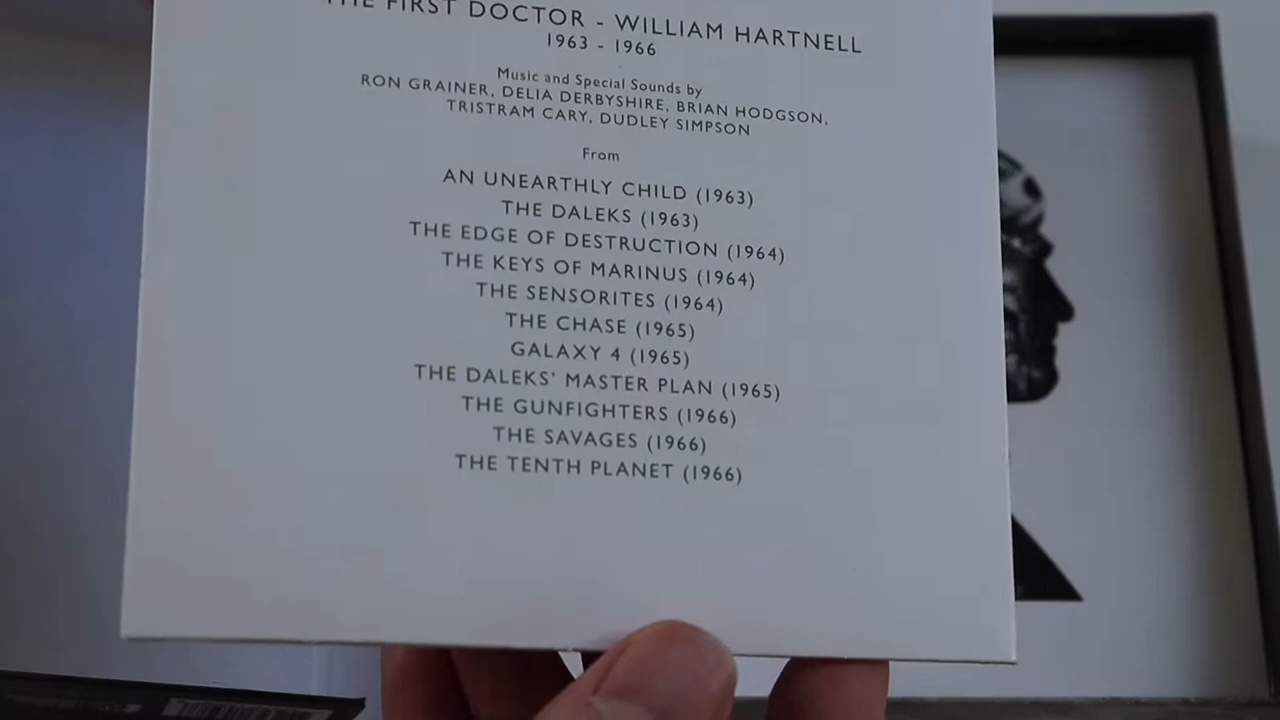 THE FIRST DOCTOR - WILLIAM HARTNELL
1963 - 1966
Music and Special Sounds by
RON GRAINER, DELIA DERBYSHIRE, BRIAN HODGSON,
TRISTRAM CARY, DUDLEY SIMPSON
From
AN UNEARTHLY CHILD (1963)
THE DALEKS (1963)
THE EDGE OF DESTRUCTION (1964)
THE KEYS OF MARINUS (1964)
THE SENSORITES (1964)
THE CHASE (1965)
GALAXY 4 (1965)
THE DALEKS' MASTER PLAN (1965)
THE GUNFIGHTERS (1966)
THE SAVAGES (1966)
THE TENTH PLANET (1966)